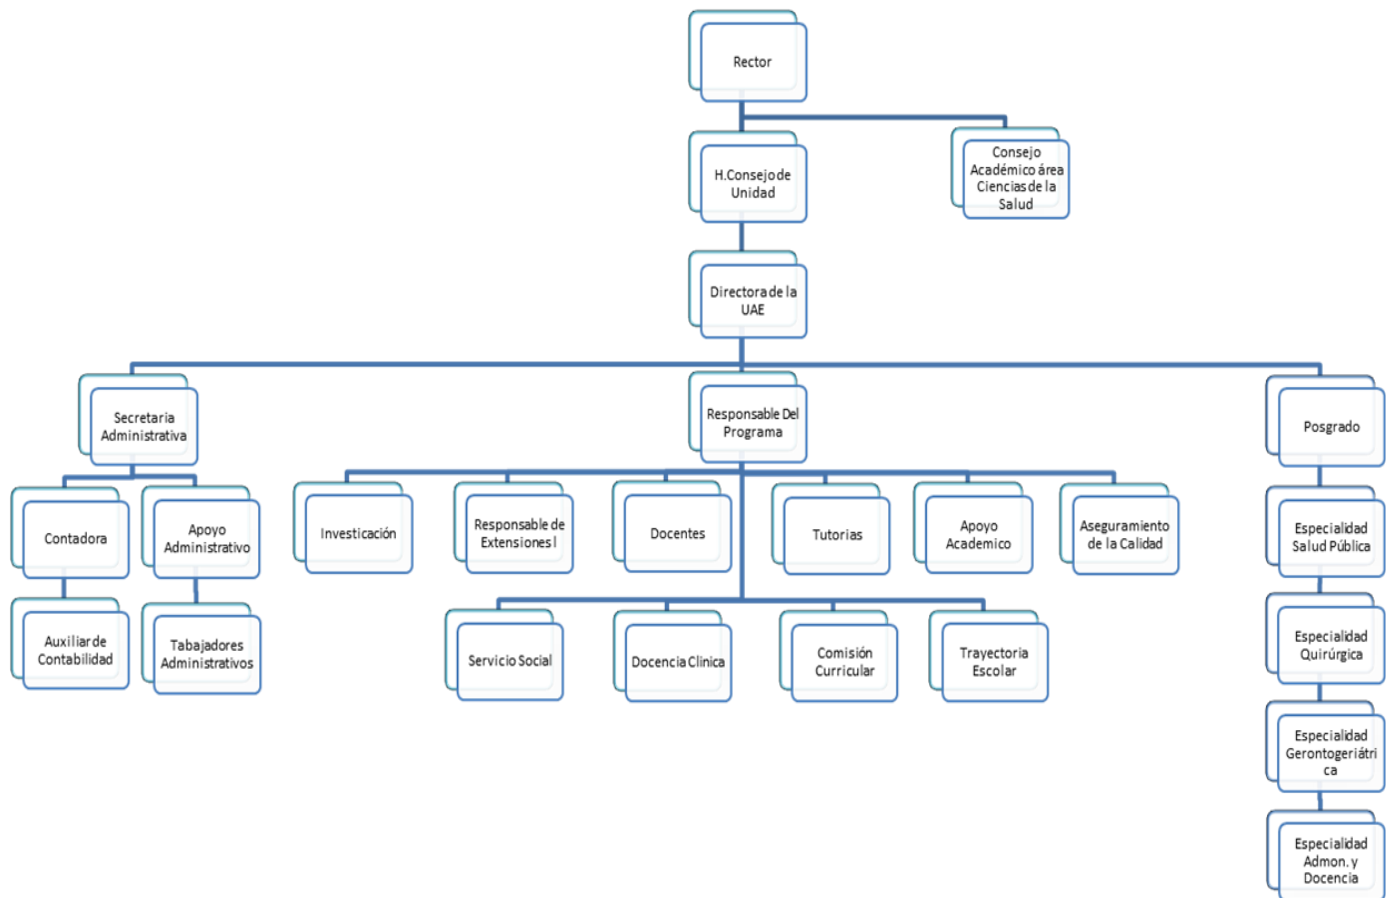 Rector
H.Consejo de
Unidad
Consejo
Académico área
Ciencias de la
Salud
Directora de la
UAE
Secretaria
Administrativa
Responsable Del
Programa
Posgrado
Contadora
Apoyo
Administrativo
Investicación
Responsable de
Extensiones I
Docentes
Tutorias
Apoyo
Academico
Aseguramiento
de la Calidad
Especialidad
Salud Pública
Auxiliar de
Contabilidad
Tabajadores
Administrativos
Servicio Social
Docencia Clinica
Comisión
Curricular
Trayectoria
Escolar
Especialidad
Quirúrgica
Especialidad
Gerontogeriátri
ca
Especialidad
Admon. y
Docencia